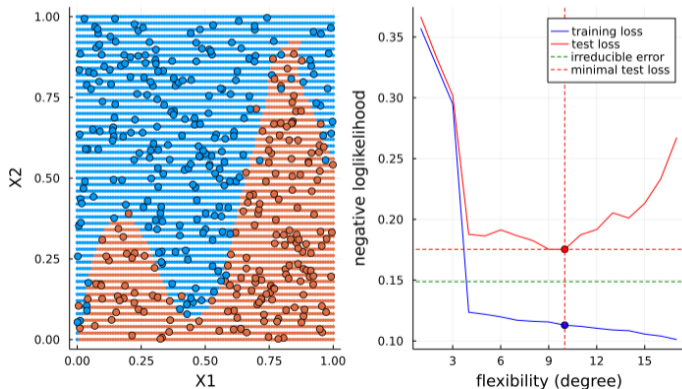 1.00
0.75
0.50
0.25
0.00
X2
0.00
0.25
0.50
0.75
1.00
X1
0.35
0.30
0.25
0.20
0.15
0.10
negative loglikelihood
3
6
9
12
15
flexibility (degree)
training loss
test loss
irreducible error
minimal test loss